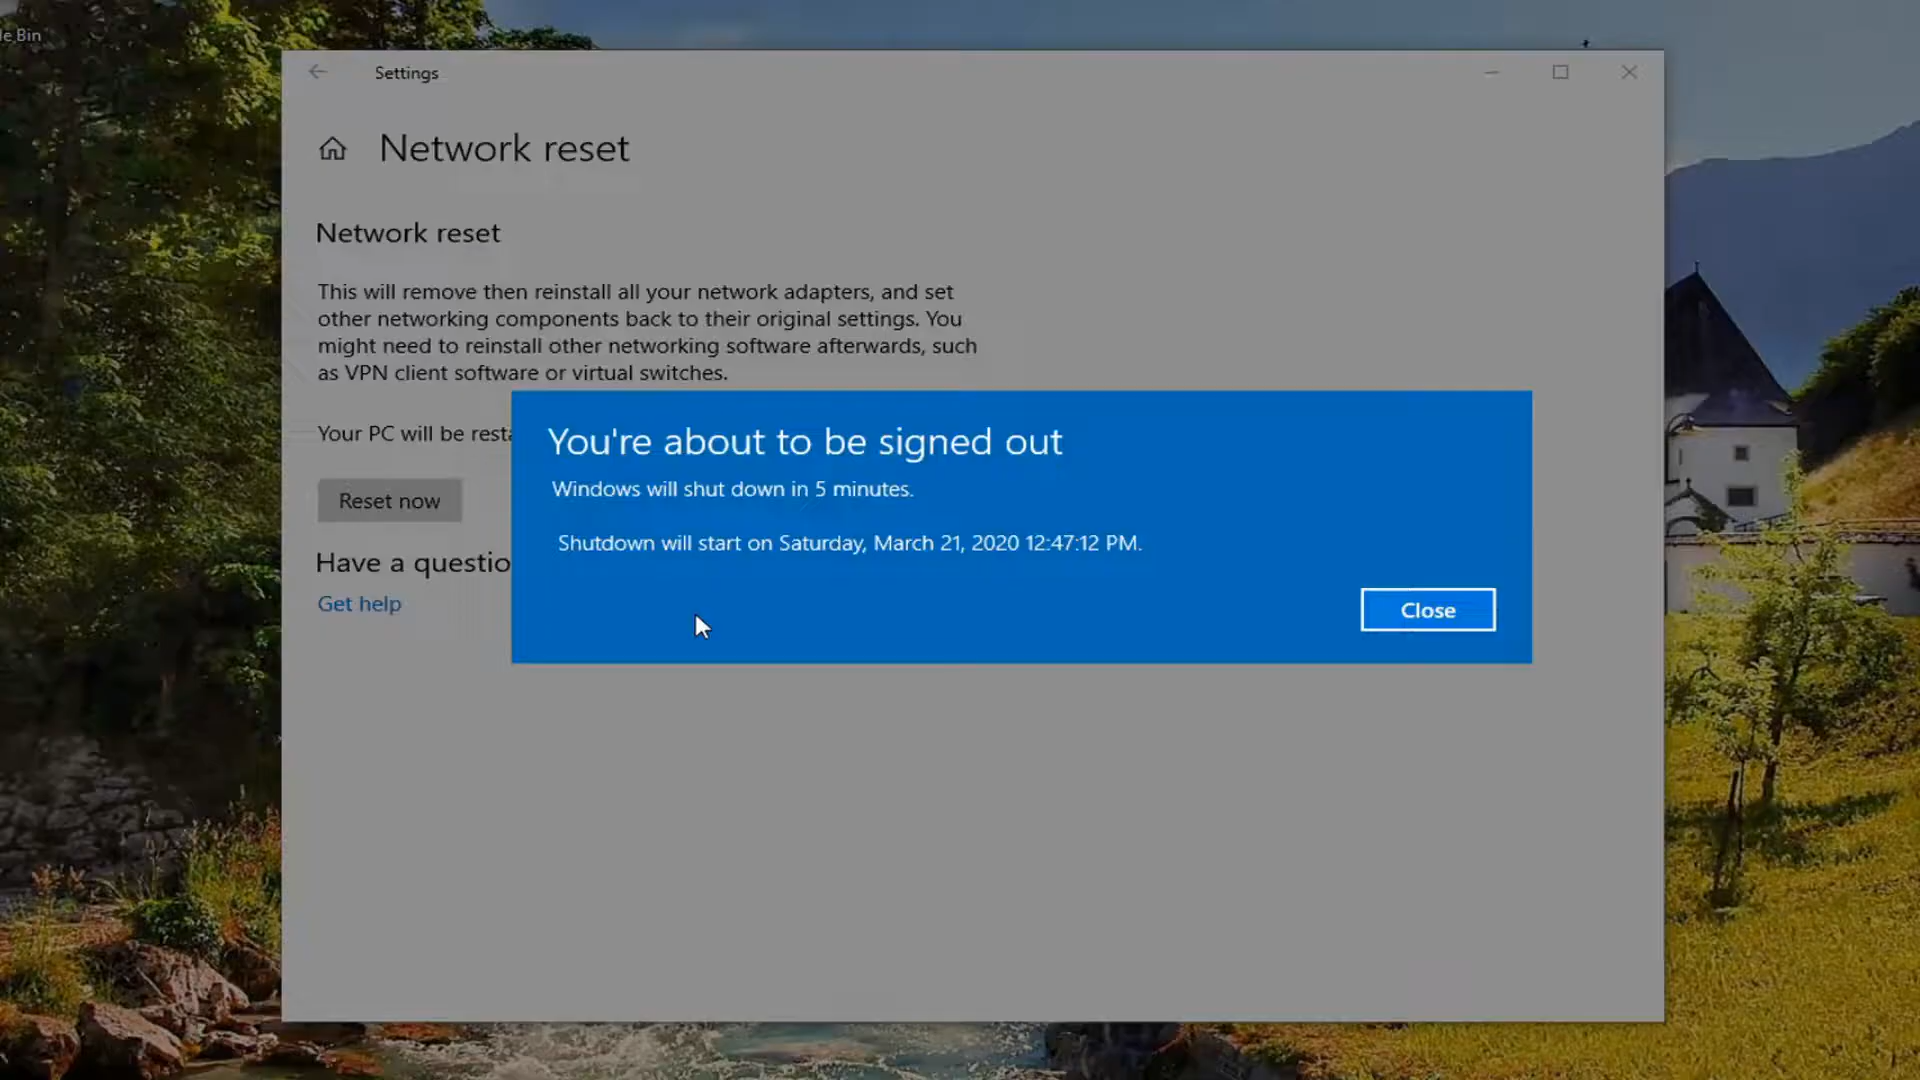 le Bin
Settings
Network reset
Network reset
This will remove then reinstall all your network adapters, and set
other networking components back to their original settings. You
might need to reinstall other networking software afterwards, such
as VPN client software or virtual switches.
Your PC will be resta
You're about to be signed out
Windows will shut down in 5 minutes.
Reset now
Shutdown will start on Saturday, March 21, 2020 12:47:12 PM.
Have a questio
Get help
Close